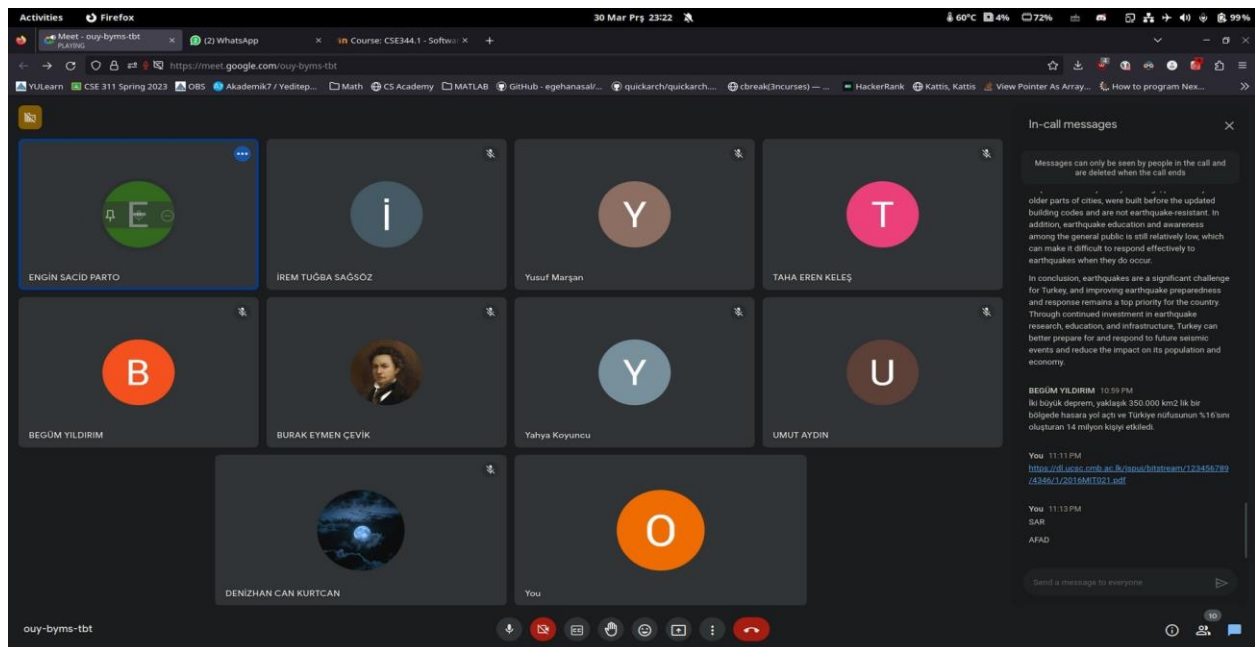 Activities Firefox 30 Mar Prş 23:22 60°C 4% 72% 99%
Meet - ouy-byms-tbt PLAYING (2) WhatsApp Course: CSE344.1 - Softwar
https://meet.google.com/ouy-byms-tbt
YULearn CSE 311 Spring 2023 OBS Akademik7 / Yeditep... Math CS Academy MATLAB GitHub - egehanasal/... quickarch/quickarch.... cbreak(3ncurses) — ... HackerRank Kattis, Kattis View Pointer As Array... How to program Nex...
E
ENGİN SACİD PARTO
İ
İREM TUĞBA SAĞSÖZ
Y
Yusuf Marşan
T
TAHA EREN KELEŞ
B
BEGÜM YILDIRIM
BURAK EYMEN ÇEVİK
Y
Yahya Koyuncu
U
UMUT AYDIN
DENİZHAN CAN KURTCAN
O
You
In-call messages
Messages can only be seen by people in the call and
are deleted when the call ends
older parts of cities, were built before the updated
building codes and are not earthquake-resistant. In
addition, earthquake education and awareness
among the general public is still relatively low, which
can make it difficult to respond effectively to
earthquakes when they do occur.
In conclusion, earthquakes are a significant challenge
for Turkey, and improving earthquake preparedness
and response remains a top priority for the country.
Through continued investment in earthquake
research, education, and infrastructure, Turkey can
better prepare for and respond to future seismic
events and reduce the impact on its population and
economy.
BEGÜM YILDIRIM 10:59 PM
İki büyük deprem, yaklaşık 350.000 km2 lik bir
bölgede hasara yol açtı ve Türkiye nüfusunun %16'sını
oluşturan 14 milyon kişiyi etkiledi.
You 11:11 PM
https://dl.ucsc.cmb.ac.lk/jspui/bitstream/123456789
/4346/1/2016MIT021.pdf
You 11:13 PM
SAR
AFAD
Send a message to everyone
ouy-byms-tbt
CC
10